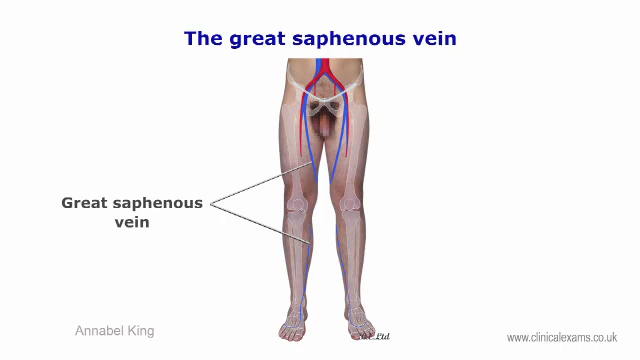 The great saphenous vein
Great saphenous
vein
Annabel King
www.clinicalexams.co.uk